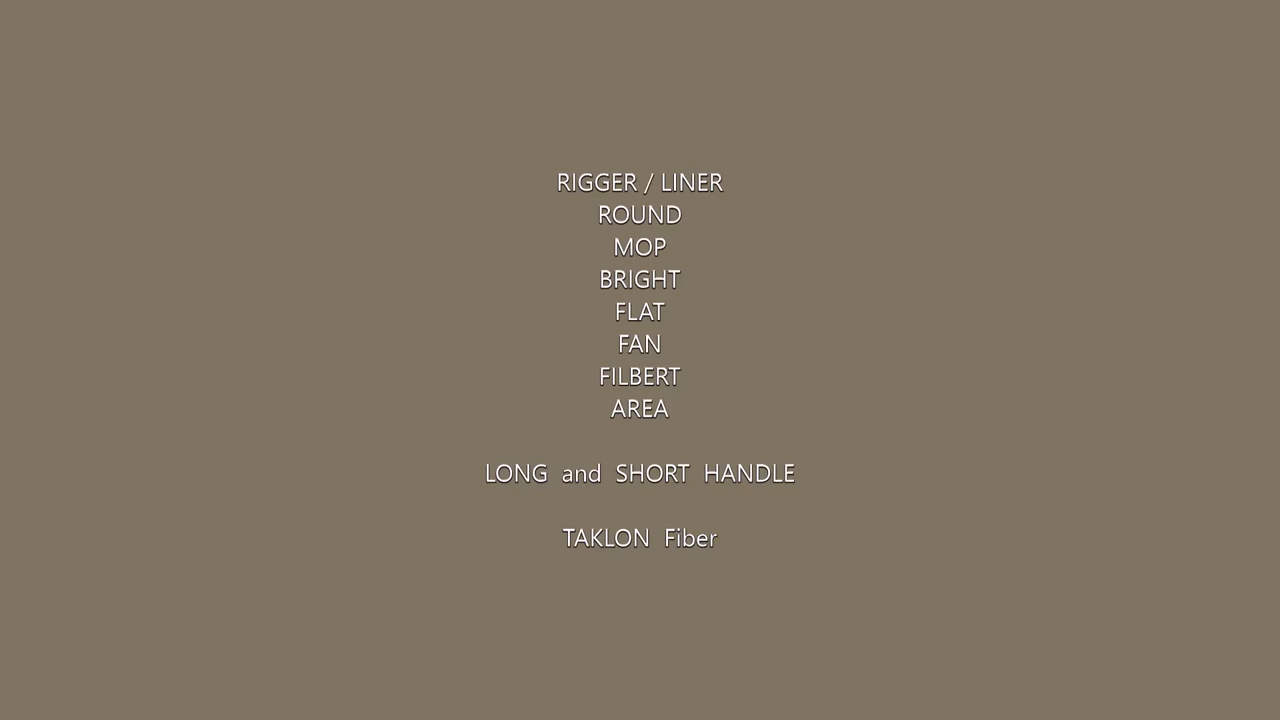 RIGGER / LINER
ROUND
MOP
BRIGHT
FLAT
FAN
FILBERT
AREA
LONG and SHORT HANDLE
TAKLON Fiber